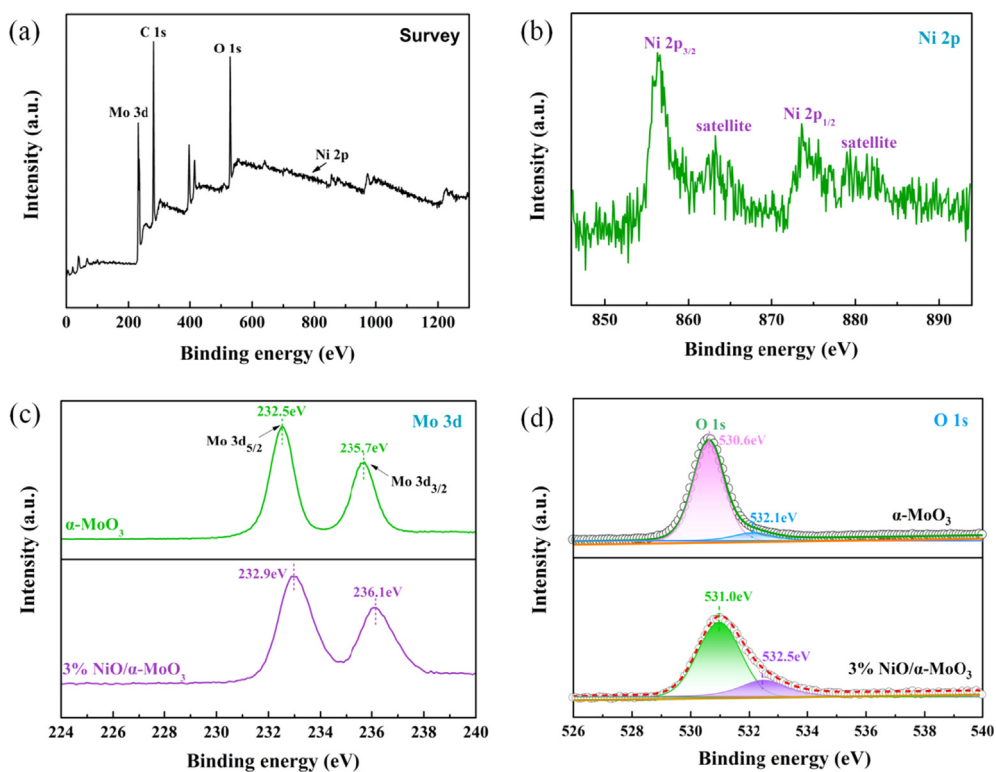 (a)
Survey
C 1s
O 1s
Mo 3d
Ni 2p
Intensity (a.u.)
0 200 400 600 800 1000 1200
Binding energy (eV)
(b)
Ni 2p
Ni 2p3/2
Ni 2p1/2
satellite
satellite
Intensity (a.u.)
850 860 870 880 890
Binding energy (eV)
(c)
Mo 3d
232.5eV
Mo 3d5/2
235.7eV
Mo 3d3/2
α-MoO3
232.9eV
236.1eV
3% NiO/α-MoO3
Intensity (a.u.)
224 226 228 230 232 234 236 238 240
Binding energy (eV)
(d)
O 1s
O 1s
530.6eV
532.1eV
α-MoO3
531.0eV
532.5eV
3% NiO/α-MoO3
Intensity (a.u.)
526 528 530 532 534 536 538 540
Binding energy (eV)